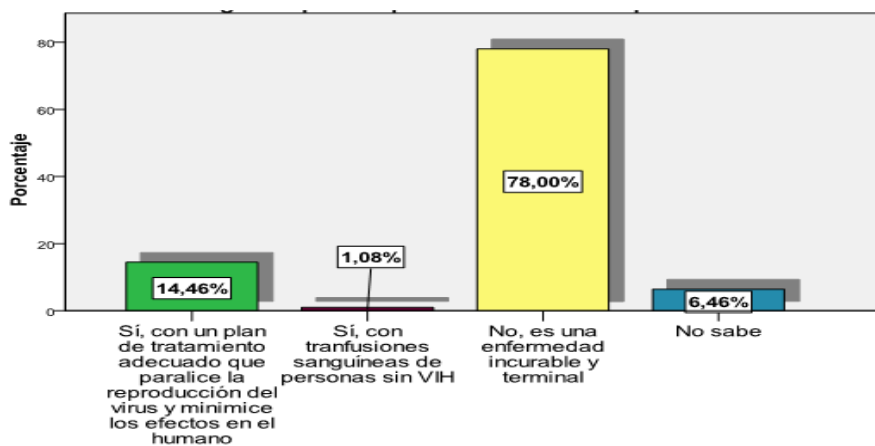 80
60
40
20
0
Porcentaje
14,46%
1,08%
78,00%
6,46%
Sí, con un plan
de tratamiento
adecuado que
paralice la
reproducción del
virus y minimice
los efectos en el
humano
Sí, con
tranfusiones
sanguíneas de
personas sin VIH
No, es una
enfermedad
incurable y
terminal
No sabe